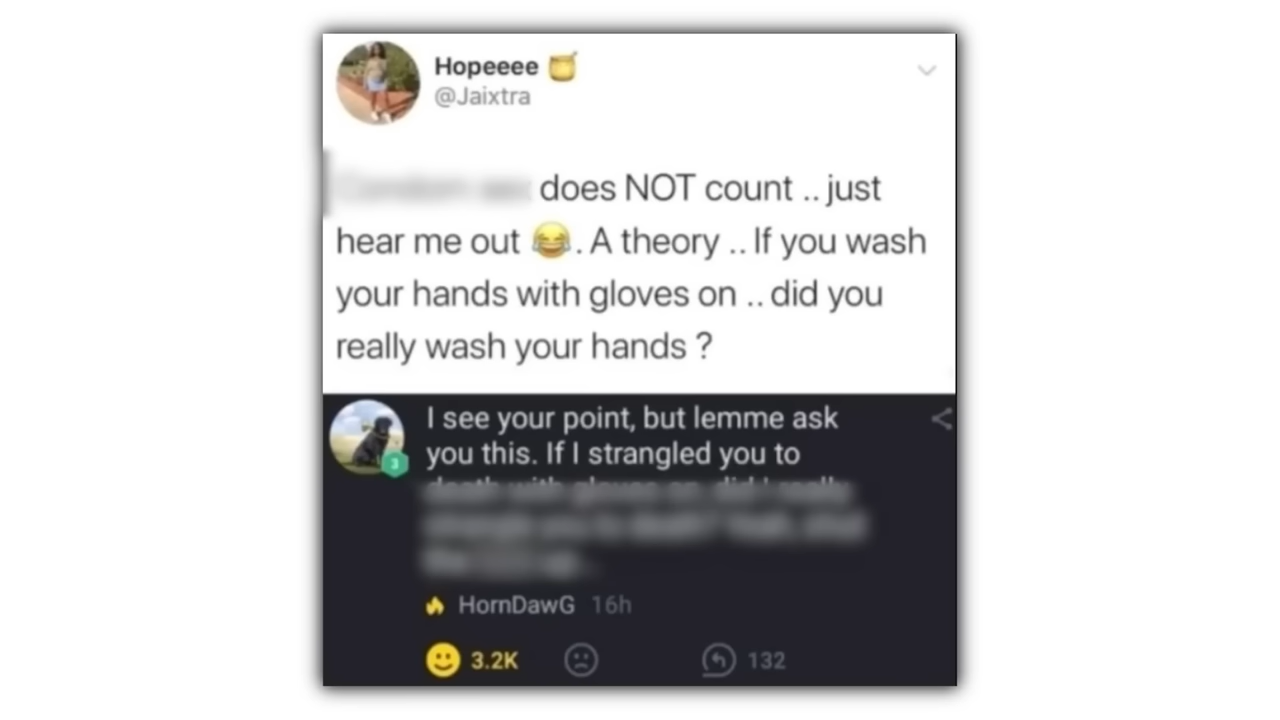 Hopeeee 🍯
@Jaixtra
does NOT count .. just
hear me out 😂. A theory .. If you wash
your hands with gloves on .. did you
really wash your hands ?
I see your point, but lemme ask
you this. If I strangled you to
3
HornDawG 16h
3.2K
132